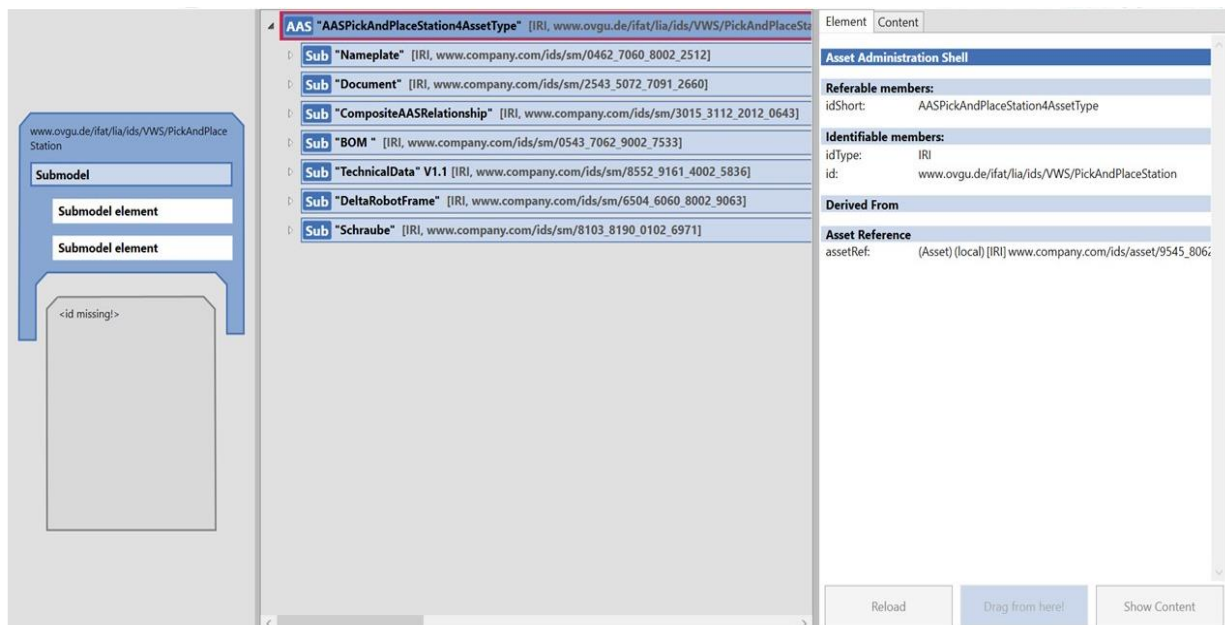 www.ovgu.de/ifat/lia/ids/VWS/PickAndPlace
Station
Submodel
Submodel element
Submodel element
<id missing!>
AAS "AASPickAndPlaceStation4AssetType" [IRI, www.ovgu.de/ifat/lia/ids/VWS/PickAndPlaceSta
Sub "Nameplate" [IRI, www.company.com/ids/sm/0462_7060_8002_2512]
Sub "Document" [IRI, www.company.com/ids/sm/2543_5072_7091_2660]
Sub "CompositeAASRelationship" [IRI, www.company.com/ids/sm/3015_3112_2012_0643]
Sub "BOM " [IRI, www.company.com/ids/sm/0543_7062_9002_7533]
Sub "TechnicalData" V1.1 [IRI, www.company.com/ids/sm/8552_9161_4002_5836]
Sub "DeltaRobotFrame" [IRI, www.company.com/ids/sm/6504_6060_8002_9063]
Sub "Schraube" [IRI, www.company.com/ids/sm/8103_8190_0102_6971]
Element Content
Asset Administration Shell
Referable members:
idShort: AASPickAndPlaceStation4AssetType
Identifiable members:
idType: IRI
id: www.ovgu.de/ifat/lia/ids/VWS/PickAndPlaceStation
Derived From
Asset Reference
assetRef: (Asset) (local) [IRI] www.company.com/ids/asset/9545_8062
Reload Drag from here! Show Content